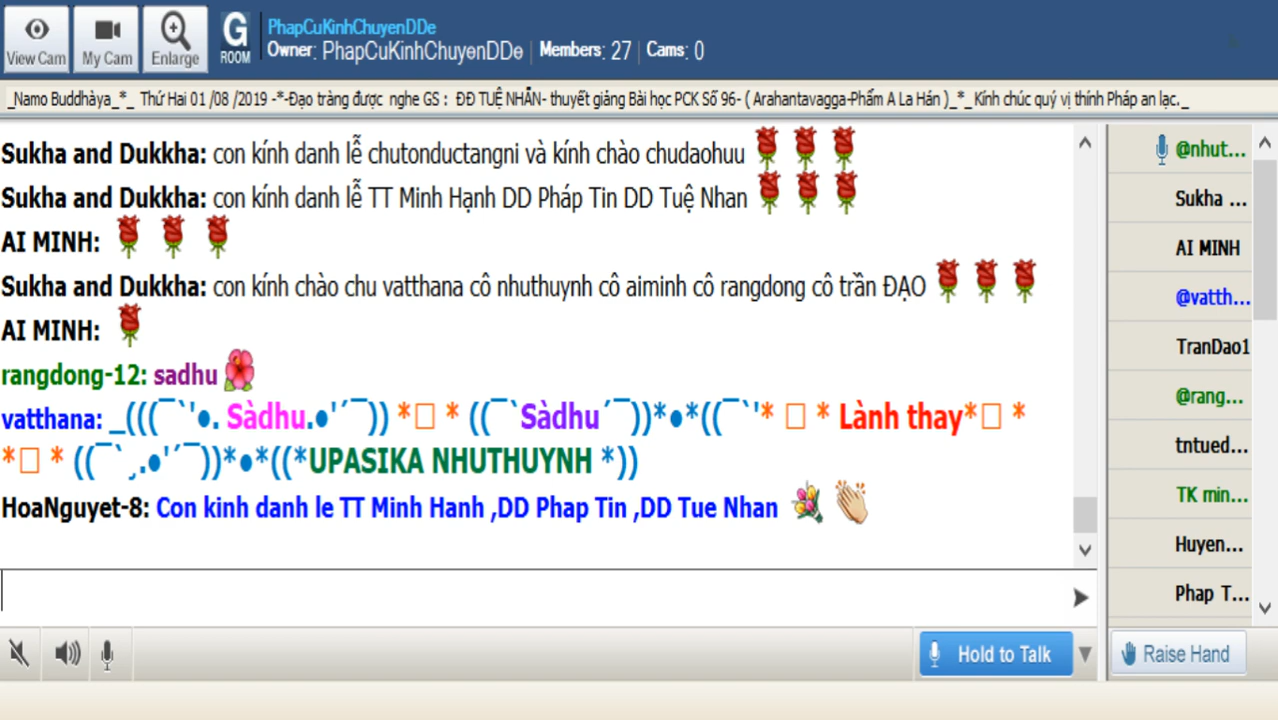 PhapCuKinhChuyenDDe
G
ROOM
Owner: PhapCuKinhChuyenDDe | Members: 27 | Cams: 0
View Cam
My Cam
Enlarge
_Namo Buddhàya_*_ Thứ Hai 01 /08 /2019 -*-Đạo tràng được nghe GS : ĐĐ TUỆ NHẪN- thuyết giảng Bài học PCK Số 96- ( Arahantavagga-Phẩm A La Hán )_*_ Kính chúc quý vị thính Pháp an lạc._
Sukha and Dukkha: con kính danh lễ chutonductangni và kính chào chudaohuu
Sukha and Dukkha: con kính danh lễ TT Minh Hạnh DD Pháp Tin DD Tuệ Nhan
AI MINH:
Sukha and Dukkha: con kính chào chu vatthana cô nhuthuynh cô aiminh cô rangdong cô trần ĐẠO
AI MINH:
rangdong-12: sadhu
vatthana: _(((¯`'●. Sàdhu.●'´¯)) *□ * ((¯`Sàdhu´¯))*●*((¯`'* □ * Lành thay*□ *
*□ * ((¯`¸.●'´¯))*●*((*UPASIKA NHUTHUYNH *))
HoaNguyet-8: Con kinh danh le TT Minh Hanh ,DD Phap Tin ,DD Tue Nhan
@nhut...
Sukha ...
AI MINH
@vatth...
TranDao1
@rang...
tntued...
TK min...
Huyen...
Phap T...
Hold to Talk
Raise Hand